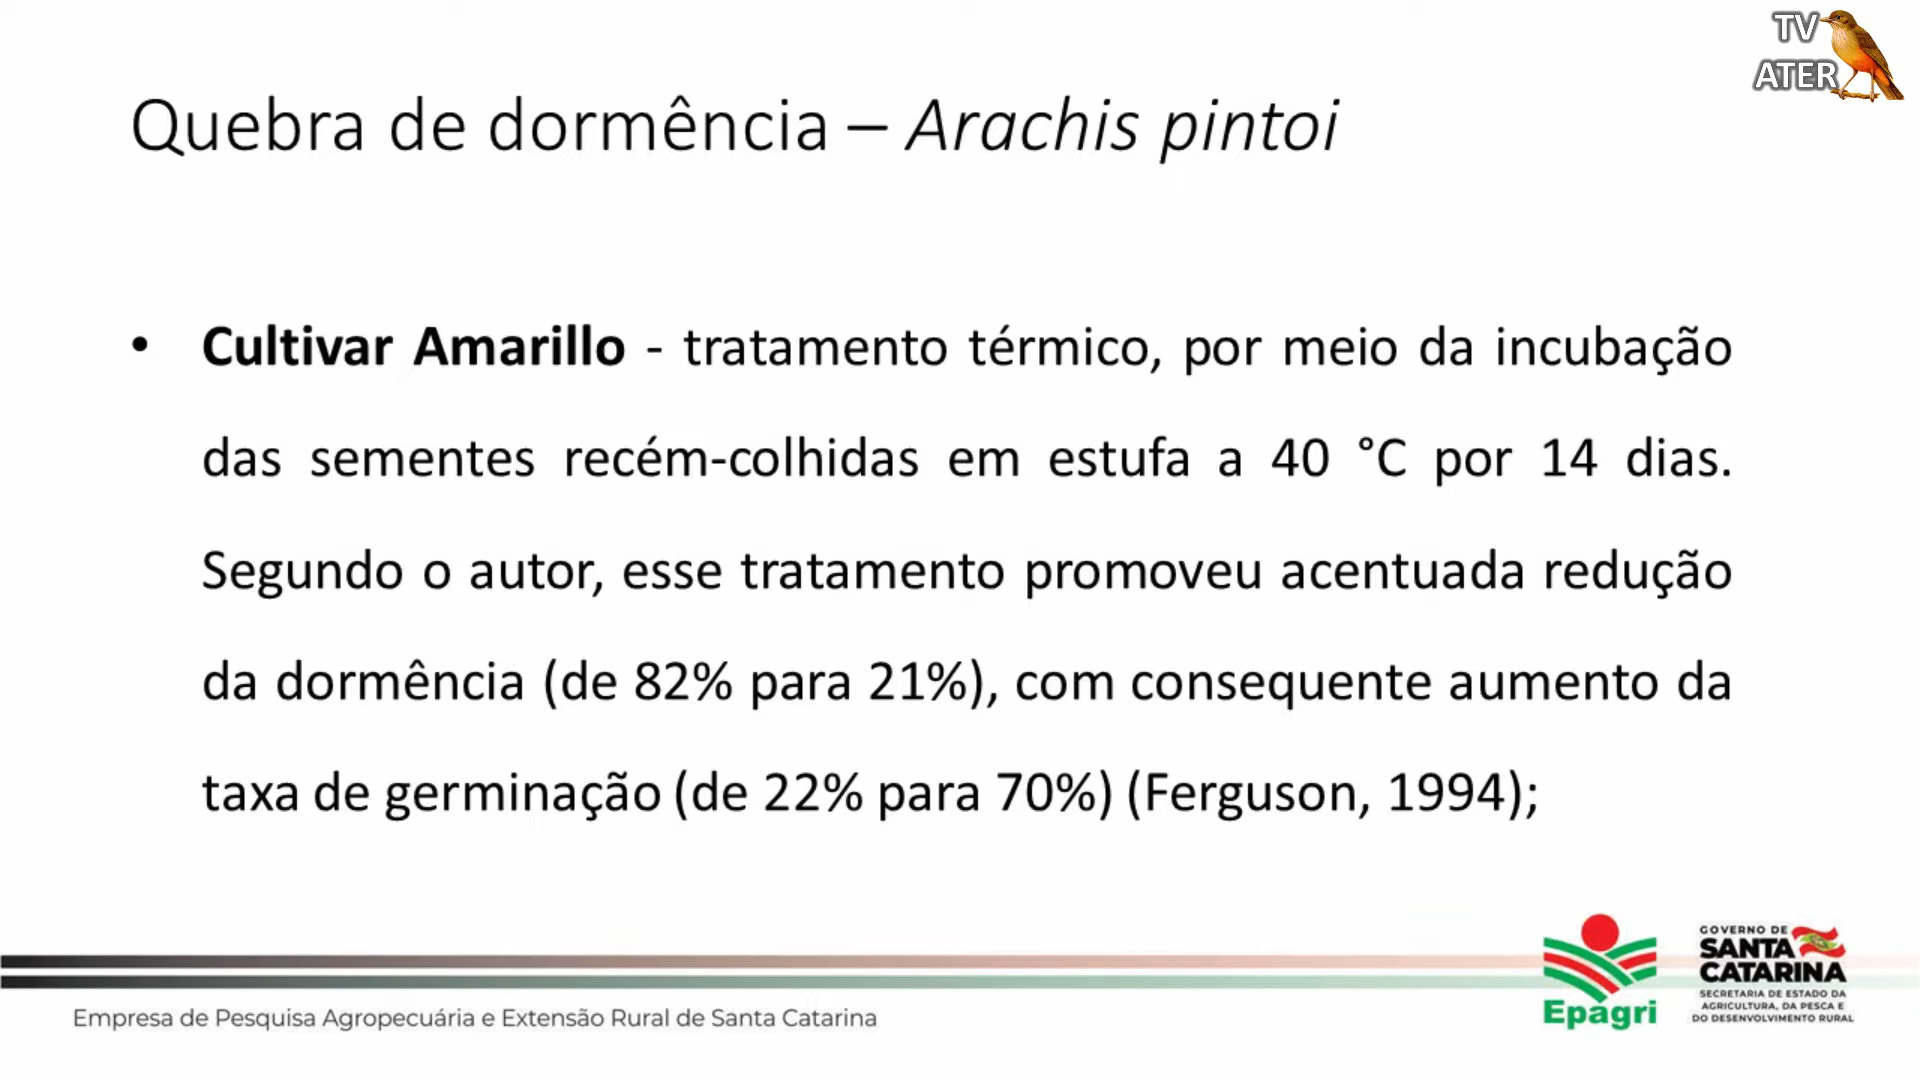 TV
ATER
Quebra de dormência – Arachis pintoi
• Cultivar Amarillo - tratamento térmico, por meio da incubação
das sementes recém-colhidas em estufa a 40 °C por 14 dias.
Segundo o autor, esse tratamento promoveu acentuada redução
da dormência (de 82% para 21%), com consequente aumento da
taxa de germinação (de 22% para 70%) (Ferguson, 1994);
Empresa de Pesquisa Agropecuária e Extensão Rural de Santa Catarina
Epagri
GOVERNO DE
SANTA
CATARINA
SECRETARIA DE ESTADO DA
AGRICULTURA, DA PESCA E
DO DESENVOLVIMENTO RURAL